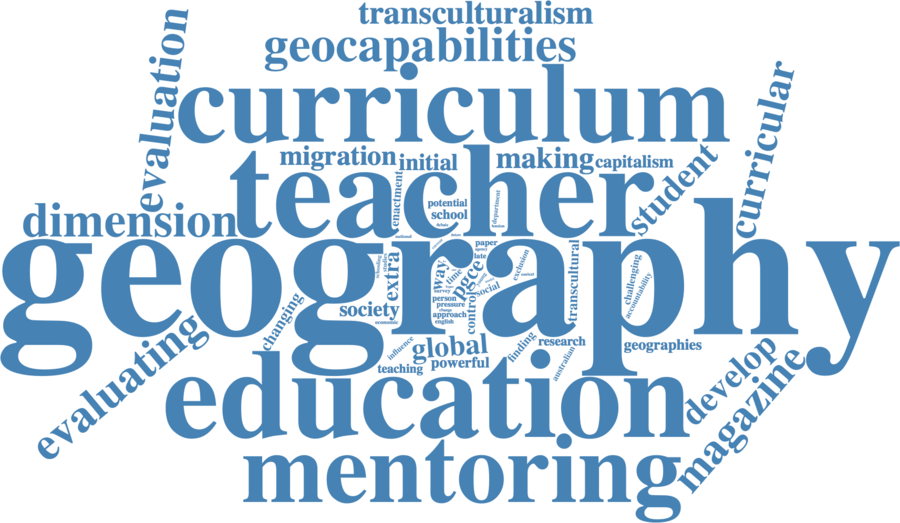 transculturalism
geocapabilities
evaluation
curriculum
curricular
migration
initial
making
capitalism
student
teacher
enactment
potential
school
department
dimension
geography
paper
late
exclusion
extra
way
time
pgce
transcultural
challenging
accountability
person
pressure
control
social
society
changing
approach
english
economic
global
influence
powerful
teaching
finding
research
australian
geographies
evaluating
develop
magazine
education
mentoring